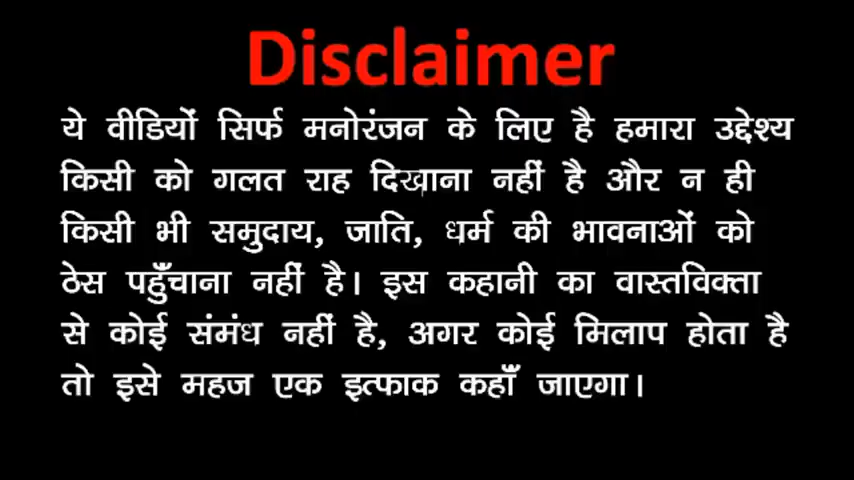 Disclaimer
ये वीडियों सिर्फ मनोरंजन के लिए है हमारा उद्देश्य
किसी को गलत राह दिखाना नहीं है और न ही
किसी भी समुदाय, जाति, धर्म की भावनाओं को
ठेस पहुँचाना नहीं है। इस कहानी का वास्तविक्ता
से कोई संमंध नहीं है, अगर कोई मिलाप होता है
तो इसे महज एक इत्फाक कहाँ जाएगा।